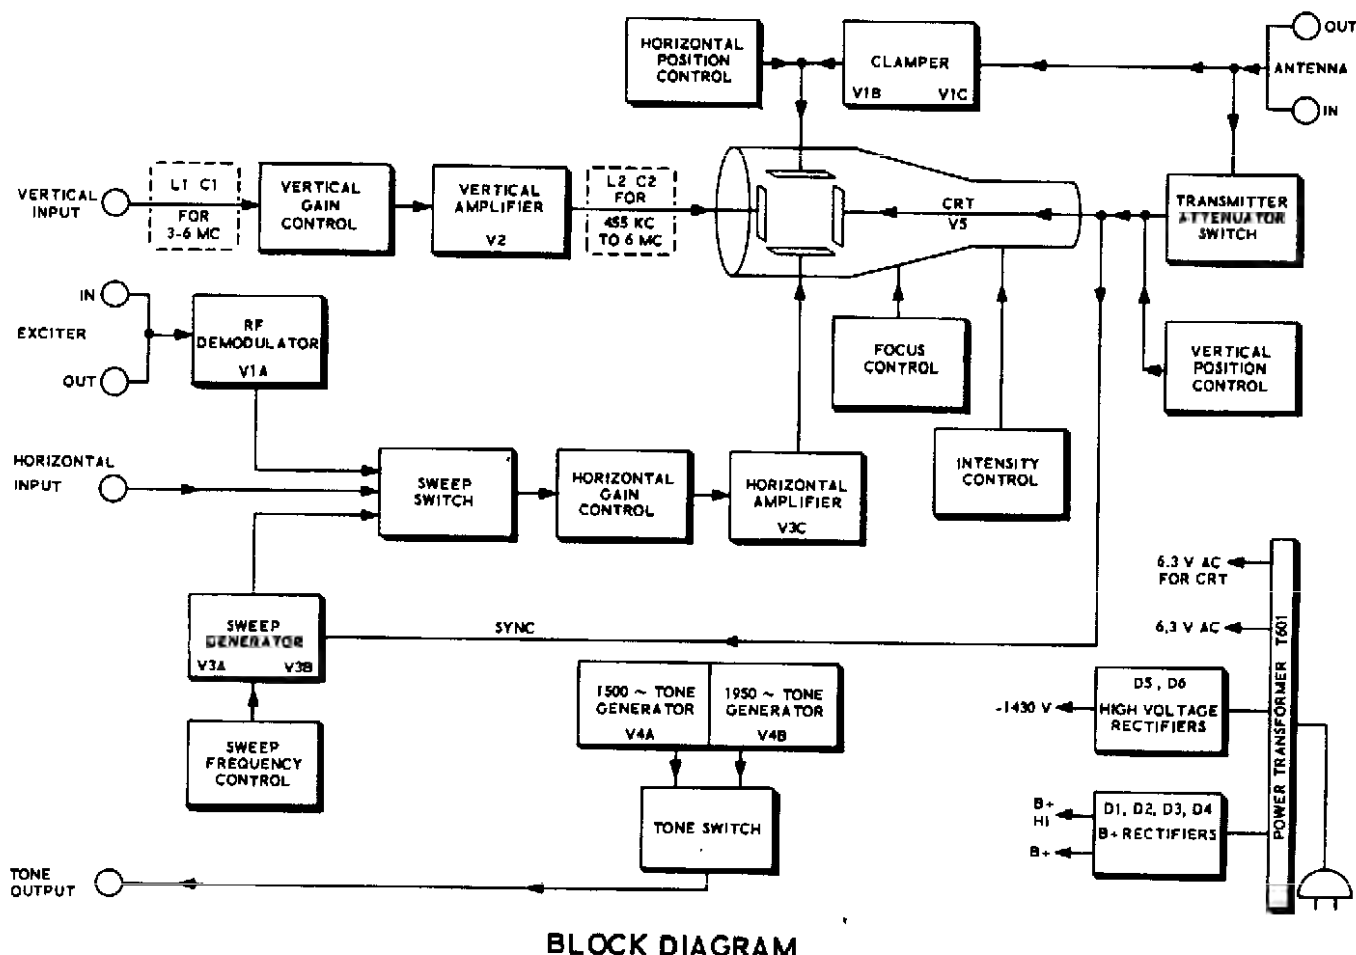 HORIZONTAL
POSITION
CONTROL
CLAMPER
V1B V1C
OUT
ANTENNA
IN
VERTICAL
INPUT
L1 C1
FOR
3-6 MC
VERTICAL
GAIN
CONTROL
VERTICAL
AMPLIFIER
V2
L2 C2
FOR
455 KC
TO 6 MC
CRT
V5
TRANSMITTER
ATTENUATOR
SWITCH
IN
EXCITER
OUT
RF
DEMODULATOR
V1A
FOCUS
CONTROL
VERTICAL
POSITION
CONTROL
HORIZONTAL
INPUT
SWEEP
SWITCH
HORIZONTAL
GAIN
CONTROL
HORIZONTAL
AMPLIFIER
V3C
INTENSITY
CONTROL
SWEEP
GENERATOR
V3A V3B
SYNC
SWEEP
FREQUENCY
CONTROL
1500 ~ TONE
GENERATOR
V4A
1950 ~ TONE
GENERATOR
V4B
TONE SWITCH
TONE
OUTPUT
6.3 V AC
FOR CRT
6,3 V AC
-1430 V
D5 , D6
HIGH VOLTAGE
RECTIFIERS
B+
HI
B+
D1, D2, D3, D4
B+ RECTIFIERS
POWER TRANSFORMER T601
BLOCK DIAGRAM